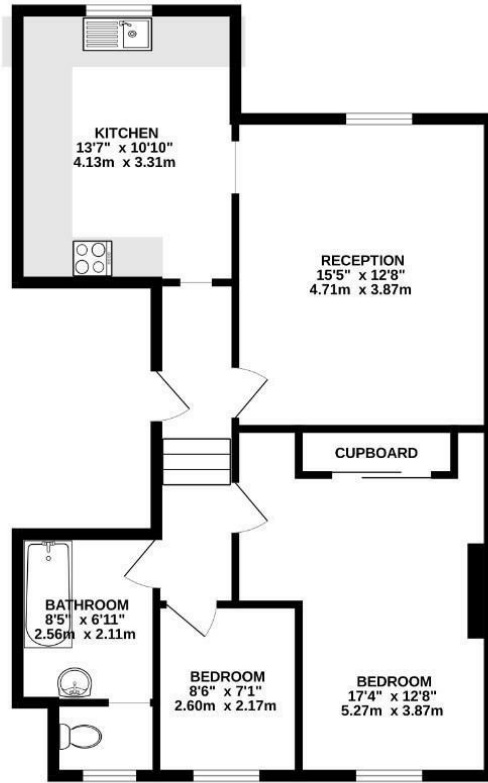 KITCHEN
13'7" x 10'10"
4.13m x 3.31m
RECEPTION
15'5" x 12'8"
4.71m x 3.87m
CUPBOARD
BATHROOM
8'5" x 6'11"
2.56m x 2.11m
BEDROOM
8'6" x 7'1"
2.60m x 2.17m
BEDROOM
17'4" x 12'8"
5.27m x 3.87m